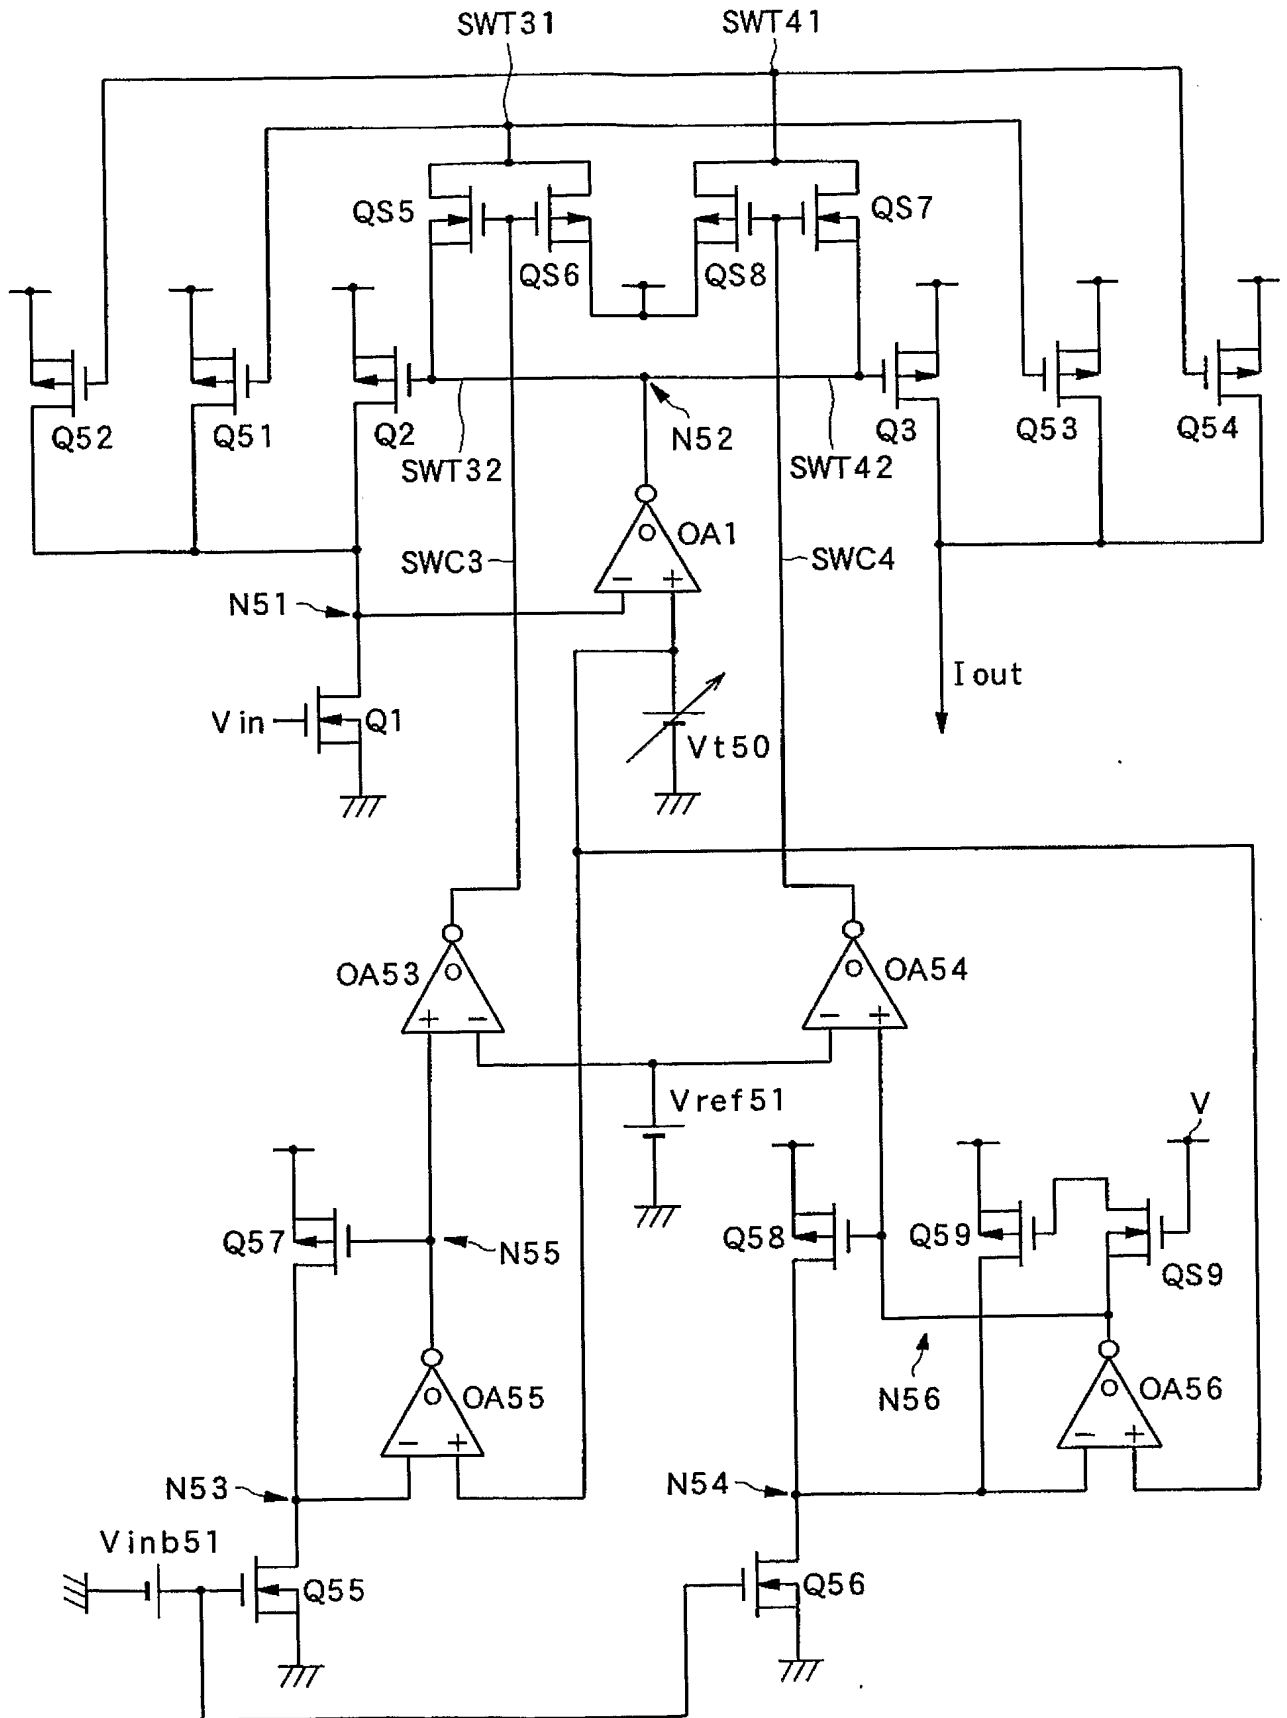 SWT31
SWT41
QS5
QS6
QS8
QS7
Q52
Q51
Q2
N52
Q3
Q53
Q54
SWT32
SWT42
O
OA1
SWC3
SWC4
− +
N51
Iout
Vin
Q1
Vt50
OA53
O
O
OA54
+ −
− +
Vref51
V
Q57
N55
Q58
Q59
QS9
O
OA55
N56
O
OA56
− +
− +
N53
N54
Vinb51
Q55
Q56